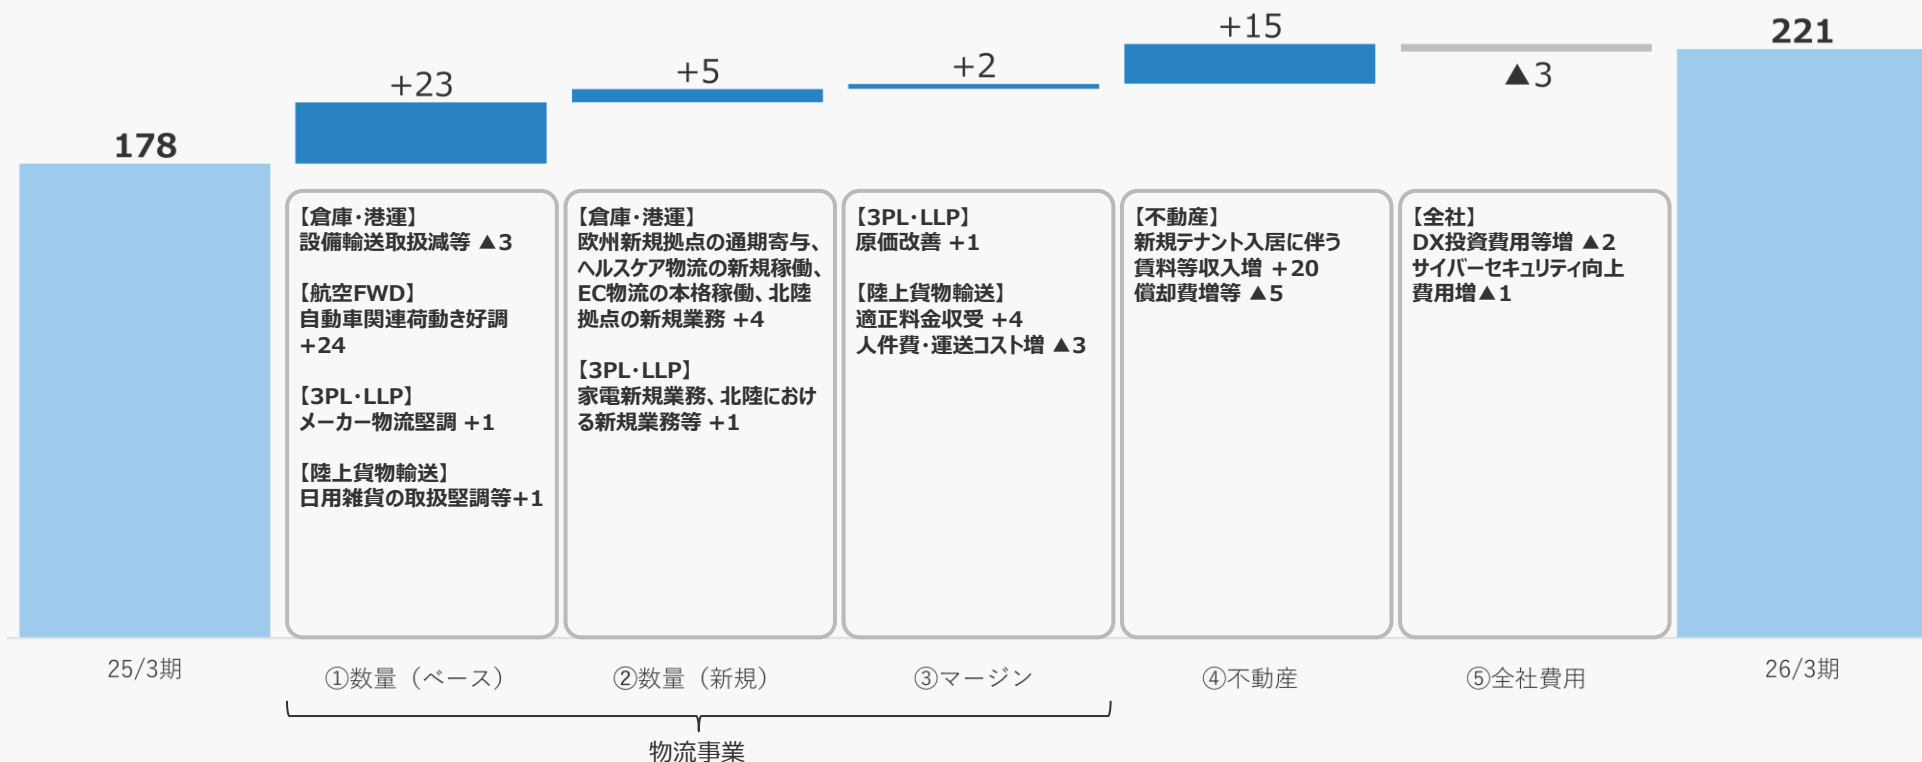 178
+23
+5
+2
+15
▲3
221
【倉庫・港運】
設備輸送取扱減等 ▲3
【航空FWD】
自動車関連荷動き好調
+24
【3PL・LLP】
メーカー物流堅調 +1
【陸上貨物輸送】
日用雑貨の取扱堅調等+1
【倉庫・港運】
欧州新規拠点の通期寄与、
ヘルスケア物流の新規稼働、
EC物流の本格稼働、北陸
拠点の新規業務 +4
【3PL・LLP】
家電新規業務、北陸におけ
る新規業務等 +1
【3PL・LLP】
原価改善 +1
【陸上貨物輸送】
適正料金収受 +4
人件費・運送コスト増 ▲3
【不動産】
新規テナント入居に伴う
賃料等収入増 +20
償却費増等 ▲5
【全社】
DX投資費用等増 ▲2
サイバーセキュリティ向上
費用増▲1
25/3期
①数量（ベース）
②数量（新規）
③マージン
④不動産
⑤全社費用
26/3期
物流事業